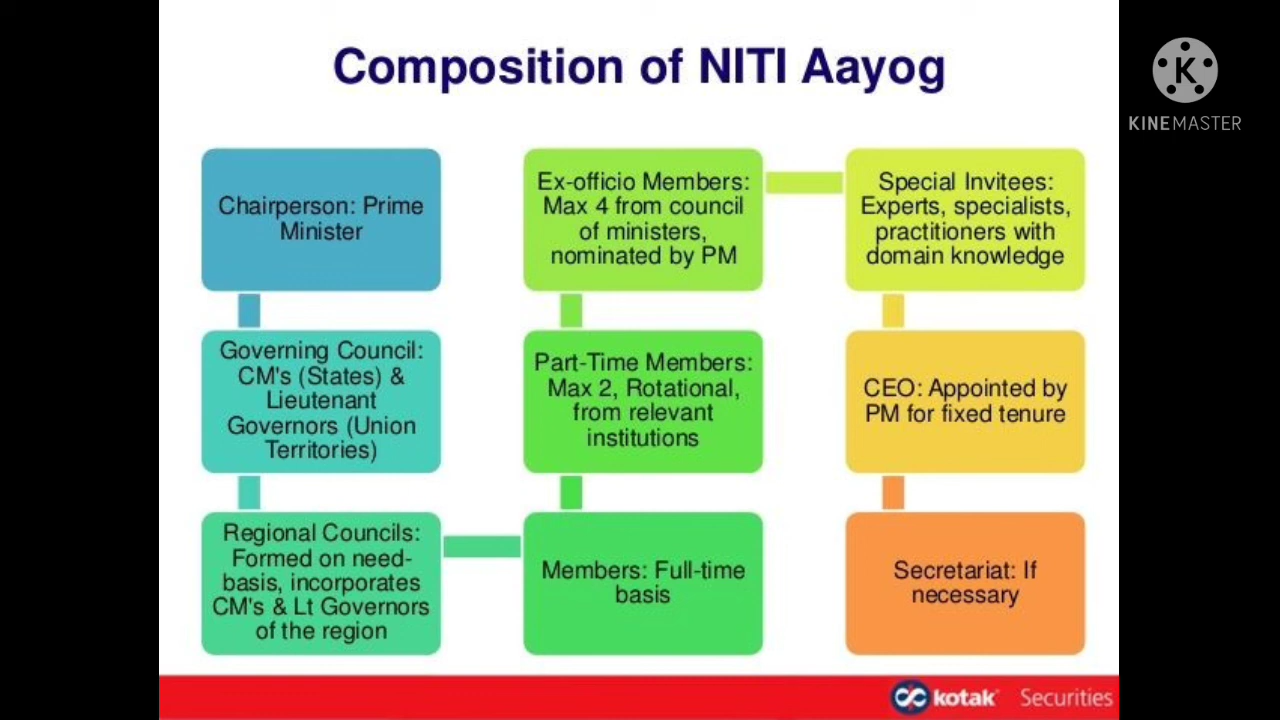 Composition of NITI Aayog
K
KINEMASTER
Chairperson: Prime
Minister
Governing Council:
CM's (States) &
Lieutenant
Governors (Union
Territories)
Regional Councils:
Formed on need-
basis, incorporates
CM's & Lt Governors
of the region
Members: Full-time
basis
Part-Time Members:
Max 2, Rotational,
from relevant
institutions
Ex-officio Members:
Max 4 from council
of ministers,
nominated by PM
Special Invitees:
Experts, specialists,
practitioners with
domain knowledge
CEO: Appointed by
PM for fixed tenure
Secretariat: If
necessary
kotak Securities